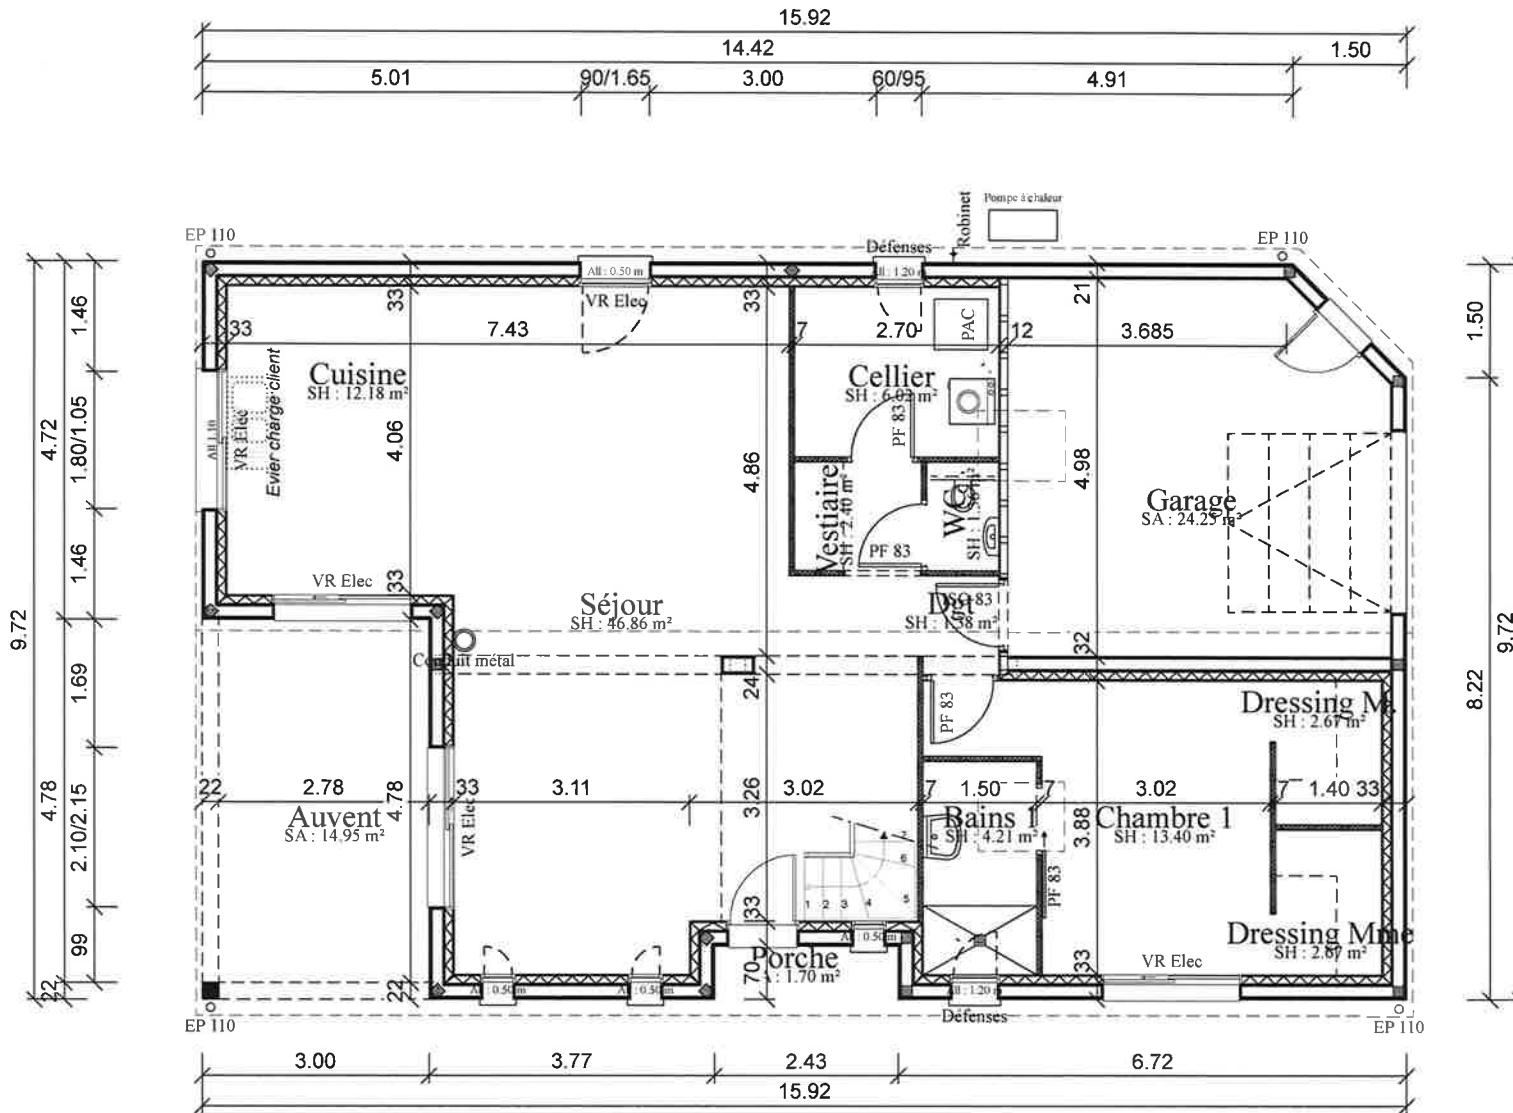 15.92
14.42
1.50
5.01
90/1.65
3.00
60/95
4.91
Robinet
Pompe à chaleur
EP 110
Défenses
EP 110
All : 0.50 m
VR Elec
33
33
21
1.46
1.50
33
7.43
7
2.70
PAC
12
3.685
Cuisine
SH : 12.18 m²
Cellier
SH : 6.02 m²
PF 83
All 1.10
VR Elec
Evier charge client
4.72
1.80/1.05
4.06
4.86
4.98
Vestiaire
SH : 2.40 m²
WC
PF 83
Garage
SA : 24.25 m²
1.46
VR Elec
33
Séjour
SH : 46.86 m²
Dgt
SH : 1.38 m²
9.72
9.72
Conduit métal
32
24
1.69
PF 83
Dressing M.
SH : 2.67 m²
8.22
22
2.78
33
3.11
3.26
3.02
7
1.50
7
3.02
7
1.40
33
4.78
2.10/2.15
Auvent
SA : 14.95 m²
4.78
VR Elec
Bains 1
SH : 4.21 m²
3.88
Chambre 1
SH : 13.40 m²
1
2
3
4
5
6
7
PF 83
33
99
Porche
: 1.70 m²
70
Dressing Mme
SH : 2.67 m²
33
VR Elec
22
22
Défenses
EP 110
EP 110
3.00
3.77
2.43
6.72
15.92